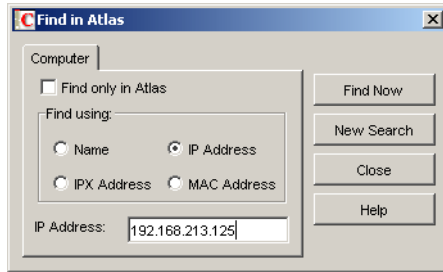 Find in Atlas
Computer
Find only in Atlas
Find using:
Name
IP Address
IPX Address
MAC Address
IP Address: 192.168.213.125
Find Now
New Search
Close
Help